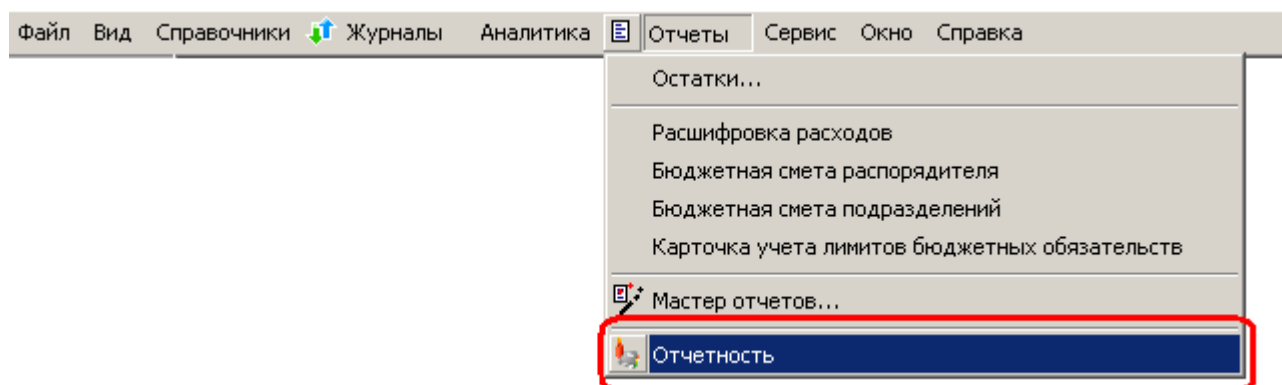 Файл Вид Справочники Журналы Аналитика Отчеты Сервис Окно Справка
Остатки...
Расшифровка расходов
Бюджетная смета распорядителя
Бюджетная смета подразделений
Карточка учета лимитов бюджетных обязательств
Мастер отчетов...
Отчетность